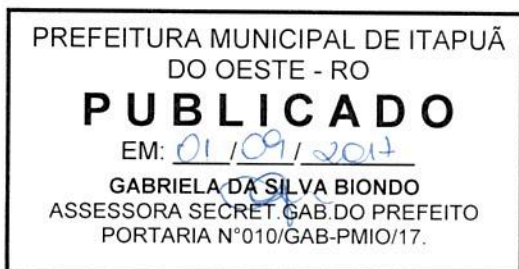 PREFEITURA MUNICIPAL DE ITAPUÃ
DO OESTE - RO
PUBLICADO
EM: 01/09/2017
GABRIELA DA SILVA BIONDO
ASSESSORA SECRET.GAB.DO PREFEITO
PORTARIA N°010/GAB-PMIO/17.